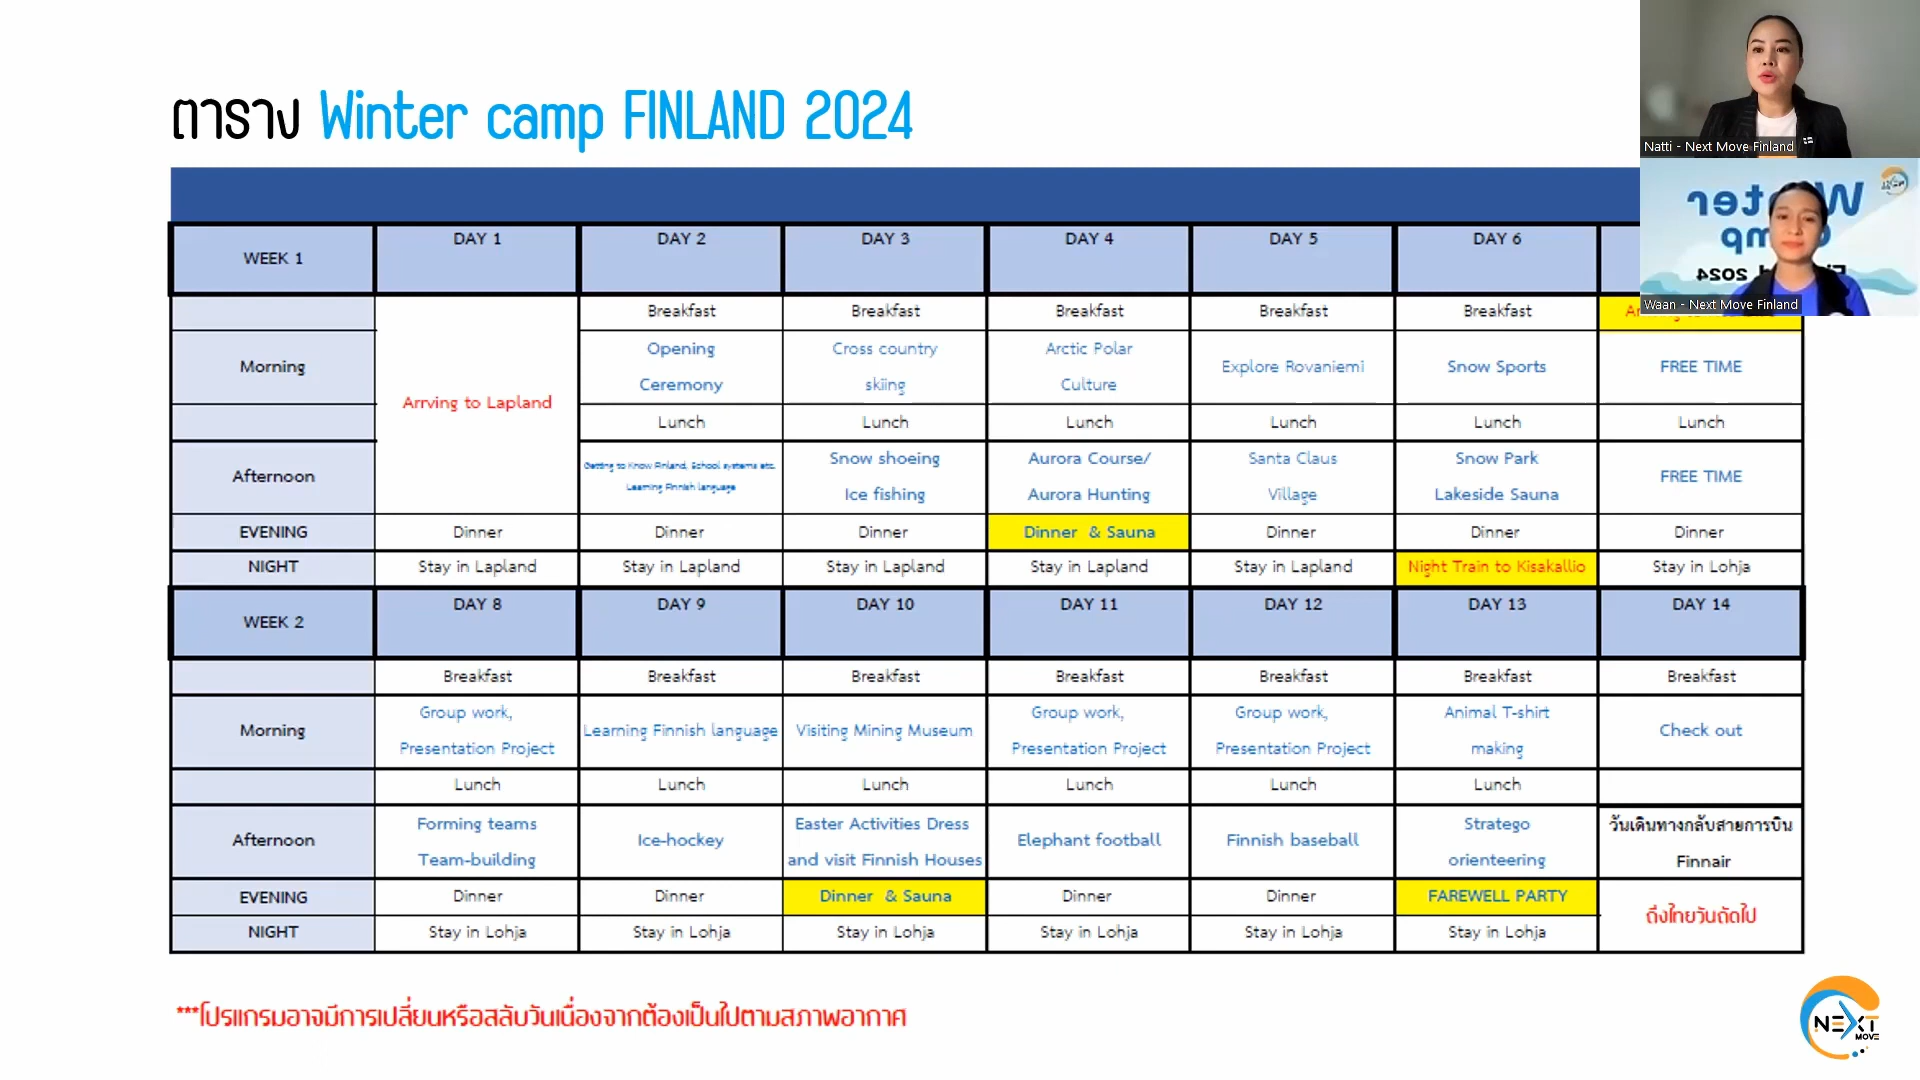 ตาราง Winter camp FINLAND 2024
Natti - Next Move Finland
Winter
Camp
2024
Waan - Next Move Finland
WEEK 1 DAY 1 DAY 2 DAY 3 DAY 4 DAY 5 DAY 6
Breakfast Breakfast Breakfast Breakfast Breakfast
Morning Arrving to Lapland Opening Ceremony Cross country skiing Arctic Polar Culture Explore Rovaniemi Snow Sports FREE TIME
Lunch Lunch Lunch Lunch Lunch Lunch
Afternoon Getting to Know Finland, School systems etc. Learning Finnish language Snow shoeing Ice fishing Aurora Course/ Aurora Hunting Santa Claus Village Snow Park Lakeside Sauna FREE TIME
EVENING Dinner Dinner Dinner Dinner & Sauna Dinner Dinner Dinner
NIGHT Stay in Lapland Stay in Lapland Stay in Lapland Stay in Lapland Stay in Lapland Night Train to Kisakallio Stay in Lohja
WEEK 2 DAY 8 DAY 9 DAY 10 DAY 11 DAY 12 DAY 13 DAY 14
Breakfast Breakfast Breakfast Breakfast Breakfast Breakfast Breakfast
Morning Group work, Presentation Project Learning Finnish language Visiting Mining Museum Group work, Presentation Project Group work, Presentation Project Animal T-shirt making Check out
Lunch Lunch Lunch Lunch Lunch Lunch
Afternoon Forming teams Team-building Ice-hockey Easter Activities Dress and visit Finnish Houses Elephant football Finnish baseball Stratego orienteering วันเดินทางกลับสายการบิน Finnair
EVENING Dinner Dinner Dinner & Sauna Dinner Dinner FAREWELL PARTY ถึงไทยวันถัดไป
NIGHT Stay in Lohja Stay in Lohja Stay in Lohja Stay in Lohja Stay in Lohja Stay in Lohja
***โปรแกรมอาจมีการเปลี่ยนหรือสลับวันเนื่องจากต้องเป็นไปตามสภาพอากาศ
NEXT
MOVE